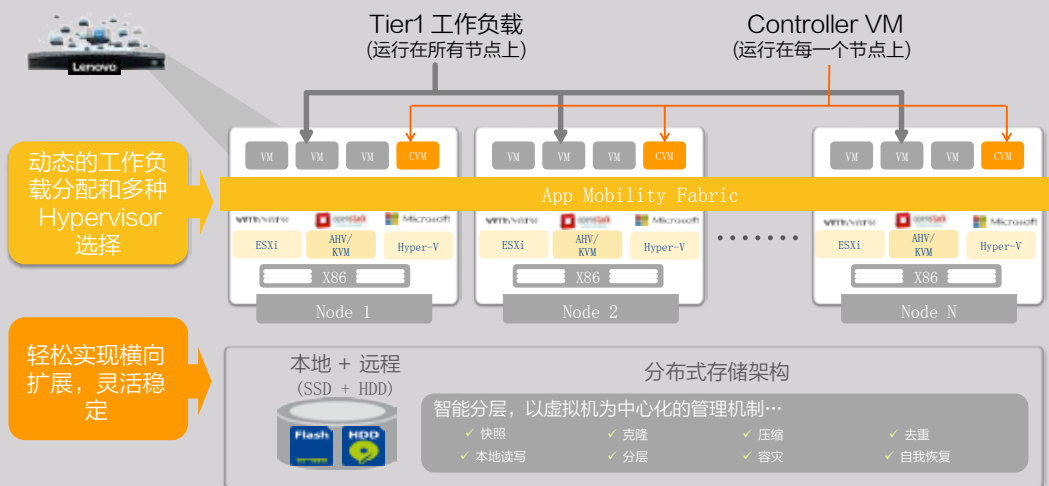 Tier1 工作负载
(运行在所有节点上)
Controller VM
(运行在每一个节点上)
Lenovo
动态的工作负
载分配和多种
Hypervisor
选择
VM VM VM CVM
VM VM VM CVM
VM VM VM CVM
App Mobility Fabric
vmware openstack Microsoft
vmware openstack Microsoft
vmware openstack Microsoft
ESXi AHV/ Hyper-V
KVM
ESXi AHV/ Hyper-V
KVM
ESXi AHV/ Hyper-V
KVM
.......
X86
X86
X86
Node 1
Node 2
Node N
轻松实现横向
扩展，灵活稳
定
本地 + 远程
(SSD + HDD)
Flash HDD
分布式存储架构
智能分层，以虚拟机为中心化的管理机制…
✓ 快照 ✓ 克隆 ✓ 压缩 ✓ 去重
✓ 本地读写 ✓ 分层 ✓ 容灾 ✓ 自我恢复